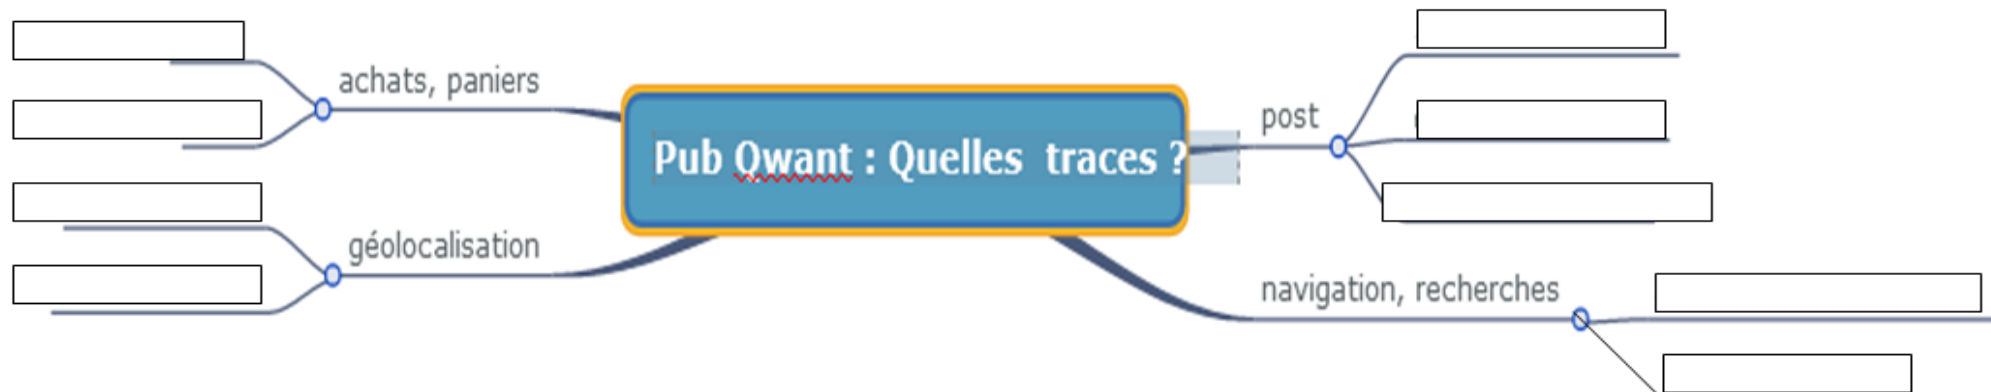 achats, paniers
post
Pub Qwant : Quelles  traces ?
géolocalisation
navigation, recherches